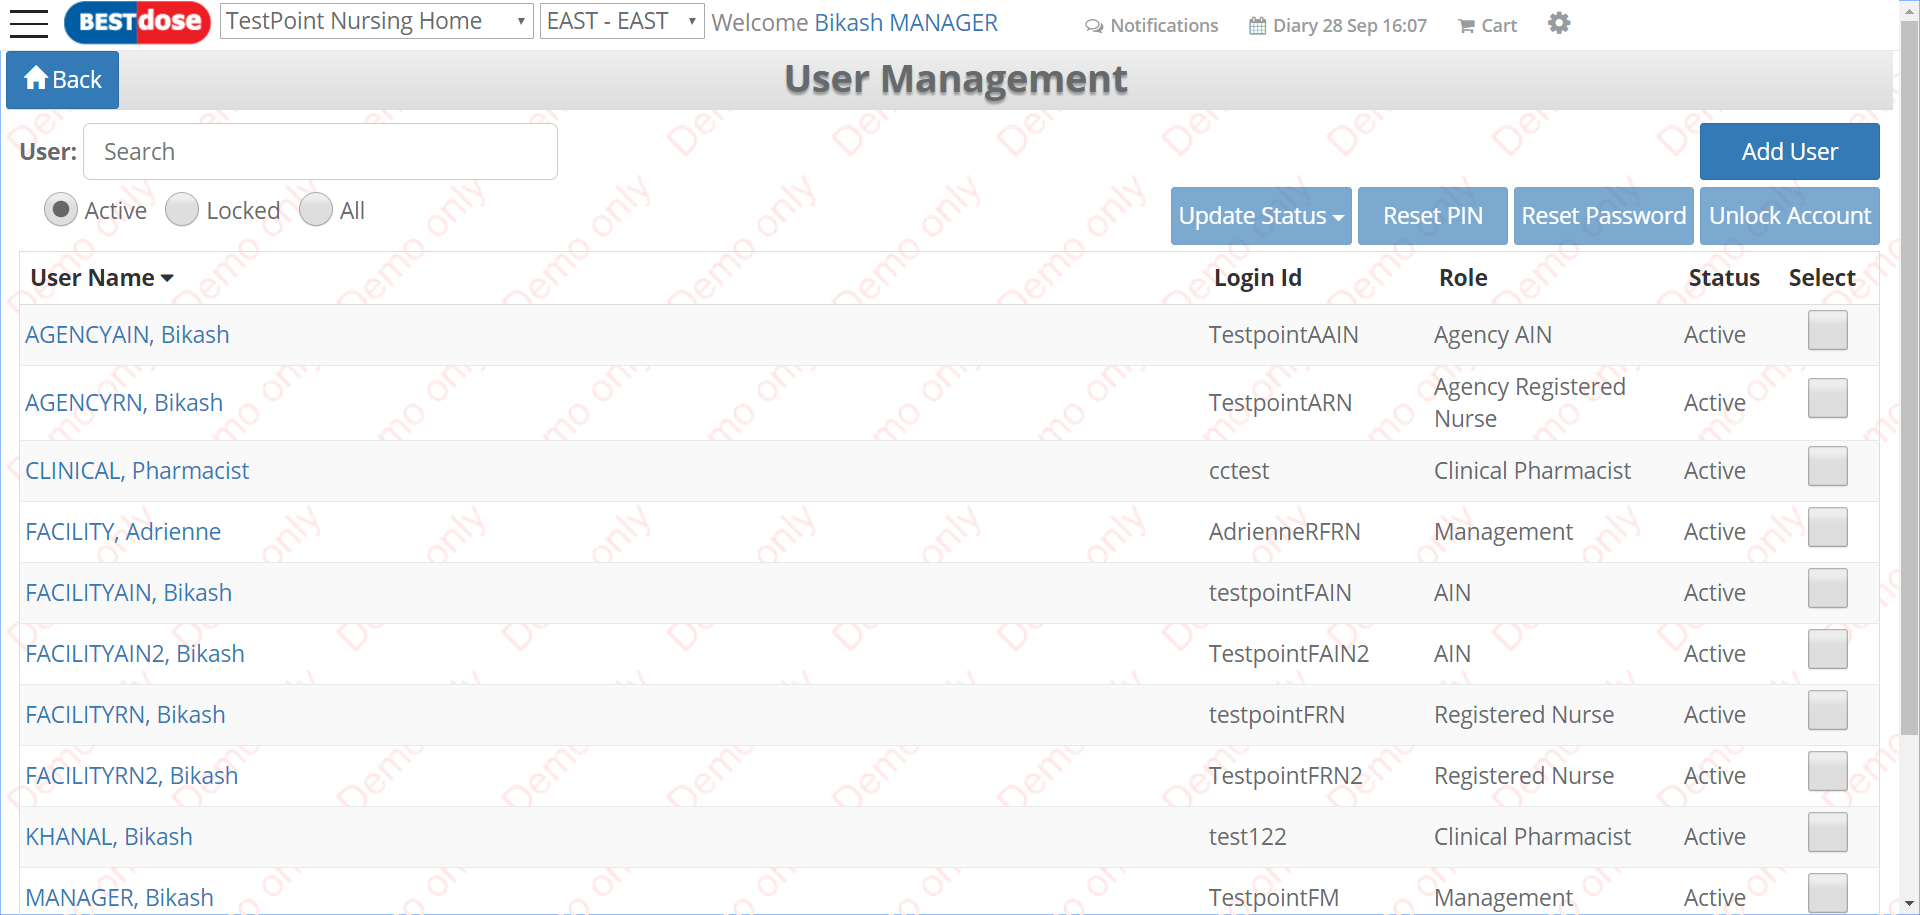 BESTdose TestPoint Nursing Home EAST - EAST Welcome Bikash MANAGER Notifications Diary 28 Sep 16:07 Cart
Back User Management
User: Search Add User
Active Locked All Update Status Reset PIN Reset Password Unlock Account
User Name Login Id Role Status Select
AGENCYAIN, Bikash TestpointAAIN Agency AIN Active
AGENCYRN, Bikash TestpointARN Agency Registered Nurse Active
CLINICAL, Pharmacist cctest Clinical Pharmacist Active
FACILITY, Adrienne AdrienneRFRN Management Active
FACILITYAIN, Bikash testpointFAIN AIN Active
FACILITYAIN2, Bikash TestpointFAIN2 AIN Active
FACILITYRN, Bikash testpointFRN Registered Nurse Active
FACILITYRN2, Bikash TestpointFRN2 Registered Nurse Active
KHANAL, Bikash test122 Clinical Pharmacist Active
MANAGER, Bikash TestpointFM Management Active
Demo only